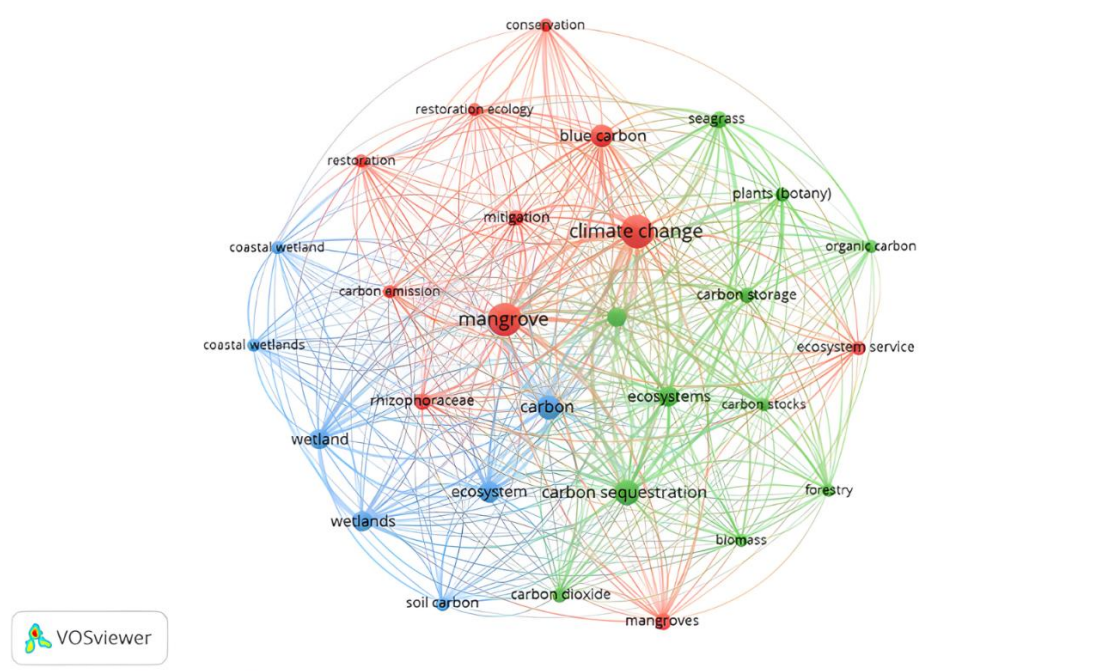 conservation
restoration ecology
seagrass
blue carbon
restoration
plants (botany)
mitigation
climate change
coastal wetland
organic carbon
carbon emission
carbon storage
mangrove
coastal wetlands
ecosystem service
rhizophoraceae
ecosystems
carbon
carbon stocks
wetland
ecosystem
carbon sequestration
forestry
wetlands
biomass
carbon dioxide
soil carbon
mangroves
VOSviewer